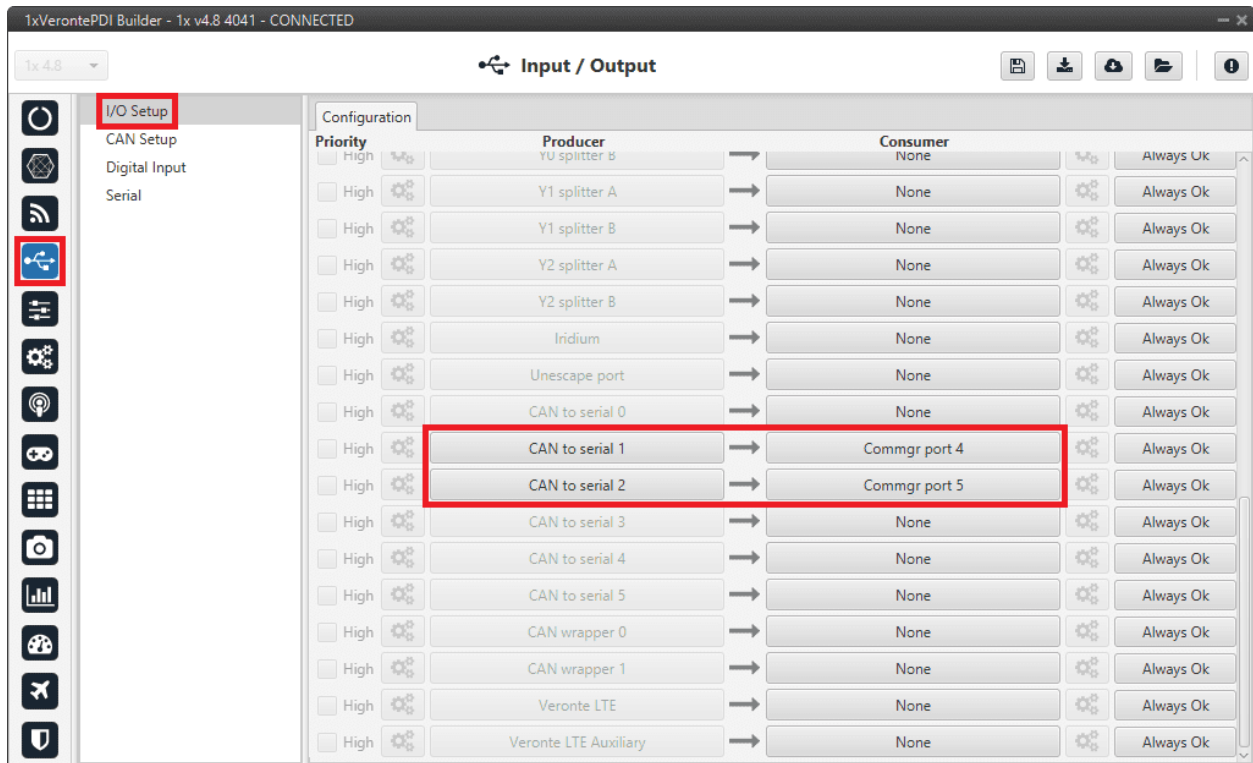 1xVerontePDI Builder - 1x v4.8 4041 - CONNECTED
1x 4.8
Input / Output
I/O Setup
CAN Setup
Digital Input
Serial
Configuration
Priority Producer Consumer
High Y0 splitter B None Always Ok
High Y1 splitter A None Always Ok
High Y1 splitter B None Always Ok
High Y2 splitter A None Always Ok
High Y2 splitter B None Always Ok
High Iridium None Always Ok
High Unescape port None Always Ok
High CAN to serial 0 None Always Ok
High CAN to serial 1 Commgr port 4 Always Ok
High CAN to serial 2 Commgr port 5 Always Ok
High CAN to serial 3 None Always Ok
High CAN to serial 4 None Always Ok
High CAN to serial 5 None Always Ok
High CAN wrapper 0 None Always Ok
High CAN wrapper 1 None Always Ok
High Veronte LTE None Always Ok
High Veronte LTE Auxiliary None Always Ok